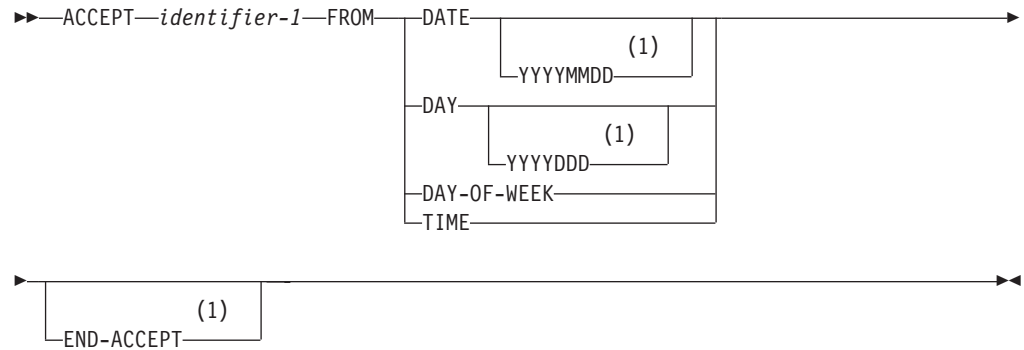 ACCEPT identifier-1 FROM DATE
(1)
YYYYMMDD
DAY
(1)
YYYYDDD
DAY-OF-WEEK
TIME
(1)
END-ACCEPT